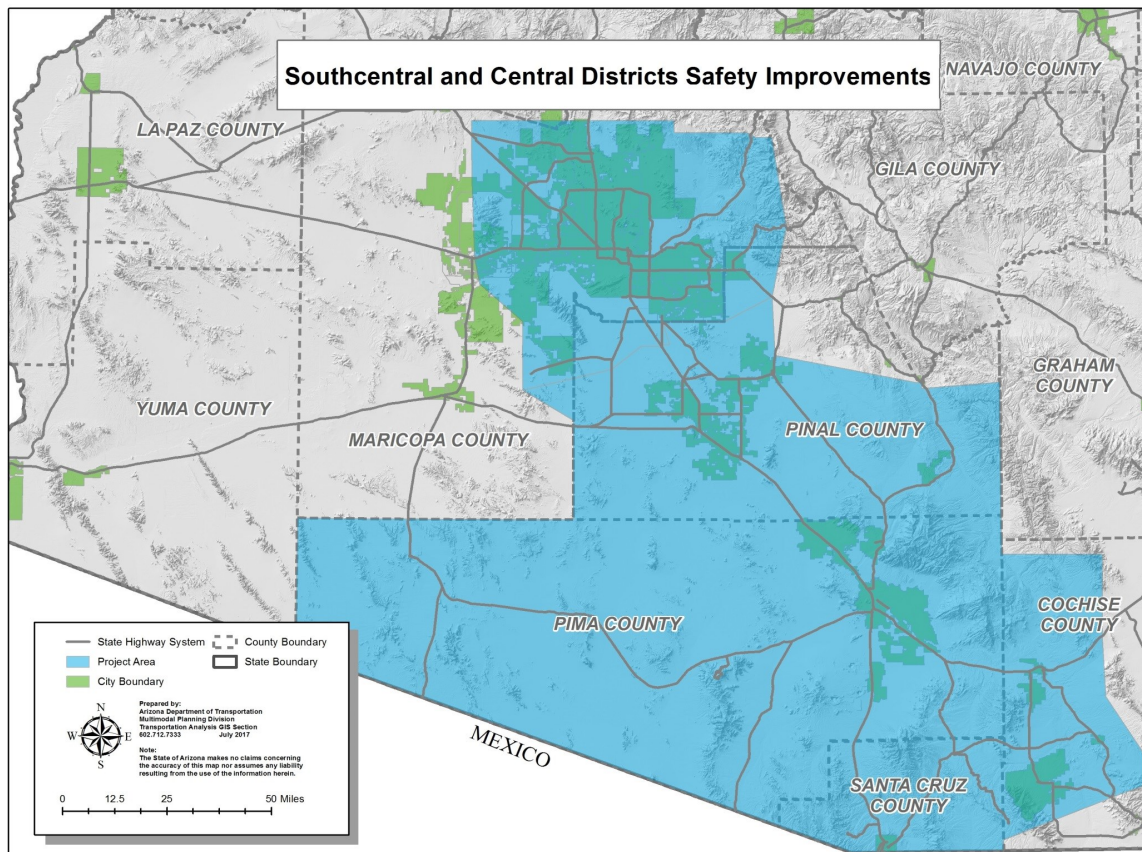 Southcentral and Central Districts Safety Improvements
NAVAJO COUNTY
LA PAZ COUNTY
GILA COUNTY
GRAHAM
COUNTY
YUMA COUNTY
MARICOPA COUNTY
PINAL COUNTY
COCHISE
COUNTY
PIMA COUNTY
SANTA CRUZ
COUNTY
MEXICO
State Highway System
County Boundary
Project Area
State Boundary
City Boundary
N
W
E
S
Prepared by:
Arizona Department of Transportation
Multimodal Planning Division
Transportation Analysis GIS Section
602.712.7333 July 2017
Note:
The State of Arizona makes no claims concerning
the accuracy of this map nor assumes any liability
resulting from the use of the information herein.
0 12.5 25 50 Miles